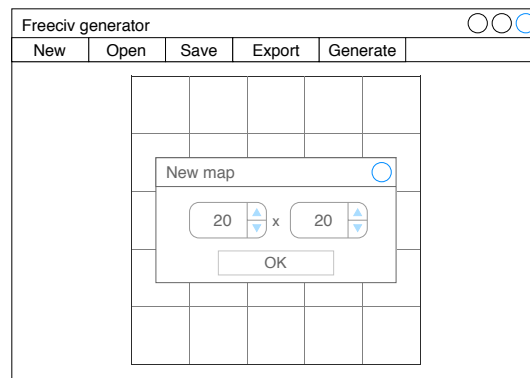 Freeciv generator
New Open Save Export Generate
New map
20 x 20
OK